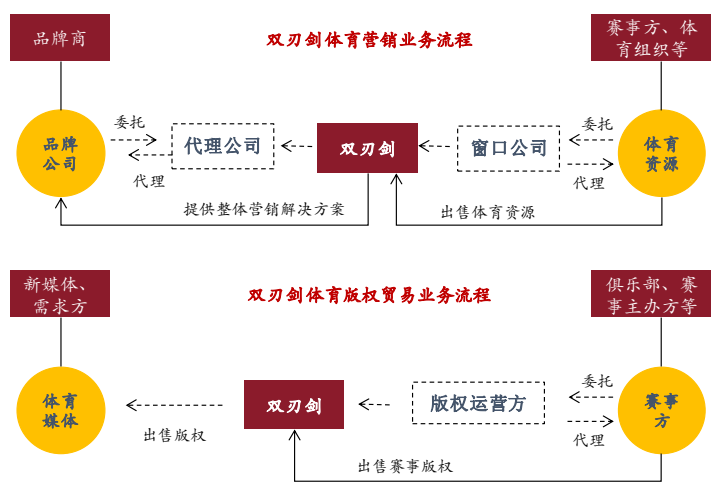 品牌商
双刃剑体育营销业务流程
赛事方、体
育组织等
品牌
公司
委托
代理
代理公司
双刃剑
窗口公司
委托
代理
体育
资源
提供整体营销解决方案
出售体育资源
新媒体、
需求方
双刃剑体育版权贸易业务流程
俱乐部、赛
事主办方等
体育
媒体
出售版权
双刃剑
版权运营方
委托
代理
赛事
方
出售赛事版权